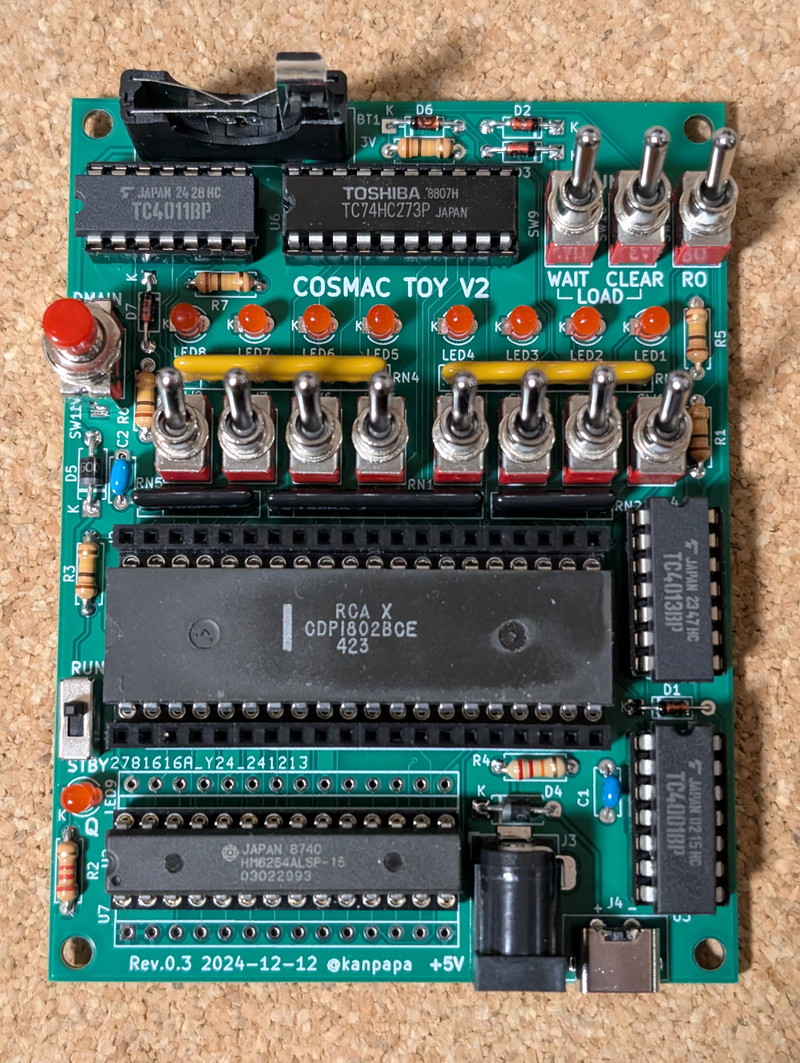 BT1
K D6
3V
D2
K
D3
JAPAN 2428 HC
TC4011BP
U6
TOSHIBA 8807H
TC74HC273P JAPAN
SW9
WAIT CLEAR RO
LOAD
COSMAC TOY V2
K
D7
R7
DMAIN
R5
K K K K K K K K
LED8 LED7 LED6 LED5 LED4 LED3 LED2 LED1
RN4
SW11
C2
R1
D5
K
RN5
RN1
RN2
R3
RCA X
CDP1802BCE
423
JAPAN 2347 HC
TC4013BP
RUN
D1
STBY
2781616A_Y24_241213
R4
K D4
C1
LED9
K
R2
JAPAN 8740
HM6264ALSP-15
03022993
U7
J3
JAPAN 0215 HC
TC4001BP
J4
+ -
Rev.0.3 2024-12-12 @kanpapa +5V